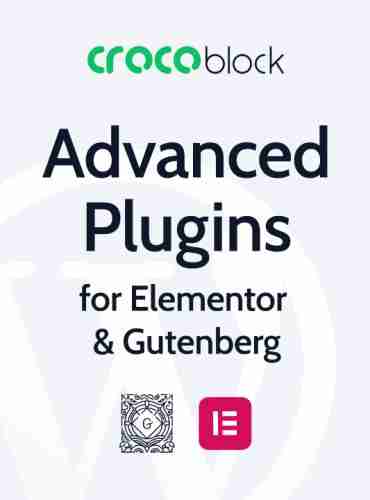 crocoblock
Advanced
Plugins
for Elementor
& Gutenberg
G